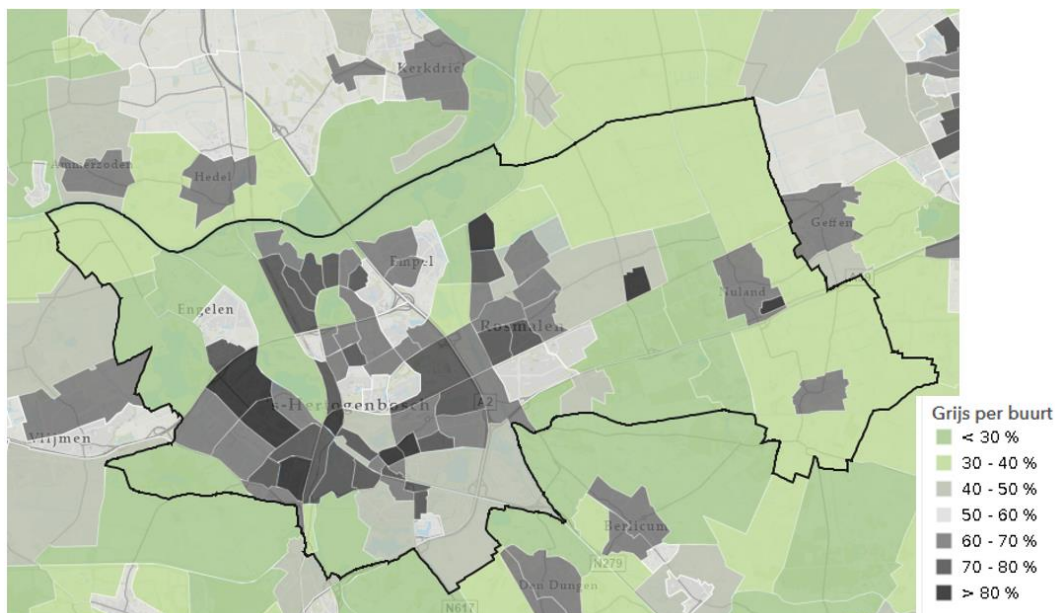 Kerkdriel
Ammerzoden
Hedel
Geffen
Empel
Nuland
Engelen
Rosmalen
's-Hertogenbosch
A2
Vlijmen
Berlicum
N279
Den Dungen
N617
Grijs per buurt
< 30 %
30 - 40 %
40 - 50 %
50 - 60 %
60 - 70 %
70 - 80 %
> 80 %